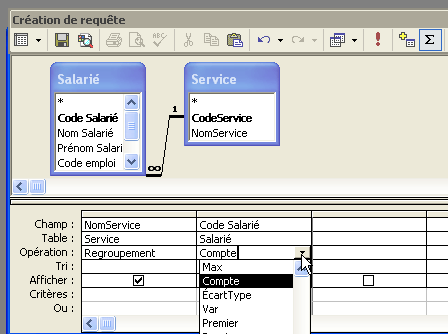 Création de requête
ABC
Σ
Salarié
*
Code Salarié
Nom Salarié
Prénom Salari
Code emploi
1
∞
Service
*
CodeService
NomService
Champ : NomService Code Salarié
Table : Service Salarié
Opération : Regroupement Compte
Tri :
Afficher :
Critères :
Ou :
Max
Compte
ÉcartType
Var
Premier